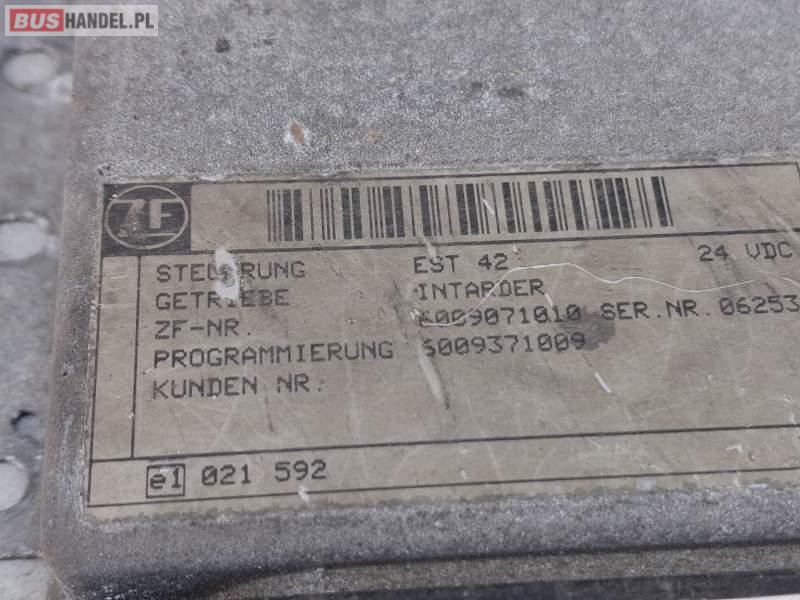 BUSHANDEL.PL
ZF
STEUERUNG EST 42 24 VDC
GETRIEBE INTARDER
ZF-NR. 6009071010 SER.NR. 06253
PROGRAMMIERUNG 6009371009
KUNDEN NR.
e1 021 592